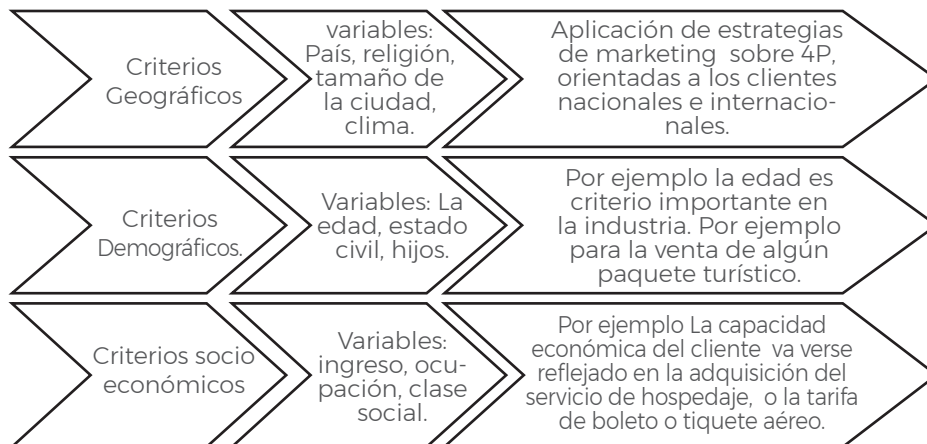 Criterios
Geográficos
variables:
País, religión,
tamaño de
la ciudad,
clima.
Aplicación de estrategias
de marketing sobre 4P,
orientadas a los clientes
nacionales e internacio-
nales.
Criterios
Demográficos.
Variables: La
edad, estado
civil, hijos.
Por ejemplo la edad es
criterio importante en
la industria. Por ejemplo
para la venta de algún
paquete turístico.
Criterios socio
económicos
Variables:
ingreso, ocu-
pación, clase
social.
Por ejemplo La capacidad
económica del cliente va verse
reflejado en la adquisición del
servicio de hospedaje, o la tarifa
de boleto o tiquete aéreo.